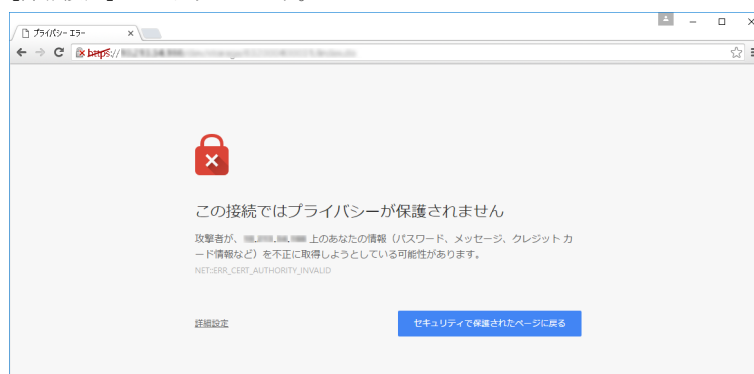 プライバシー エラー
https://
この接続ではプライバシーが保護されません
攻撃者が、 上のあなたの情報（パスワード、メッセージ、クレジット カ
ード情報など）を不正に取得しようとしている可能性があります。
NET::ERR_CERT_AUTHORITY_INVALID
詳細設定
セキュリティで保護されたページに戻る